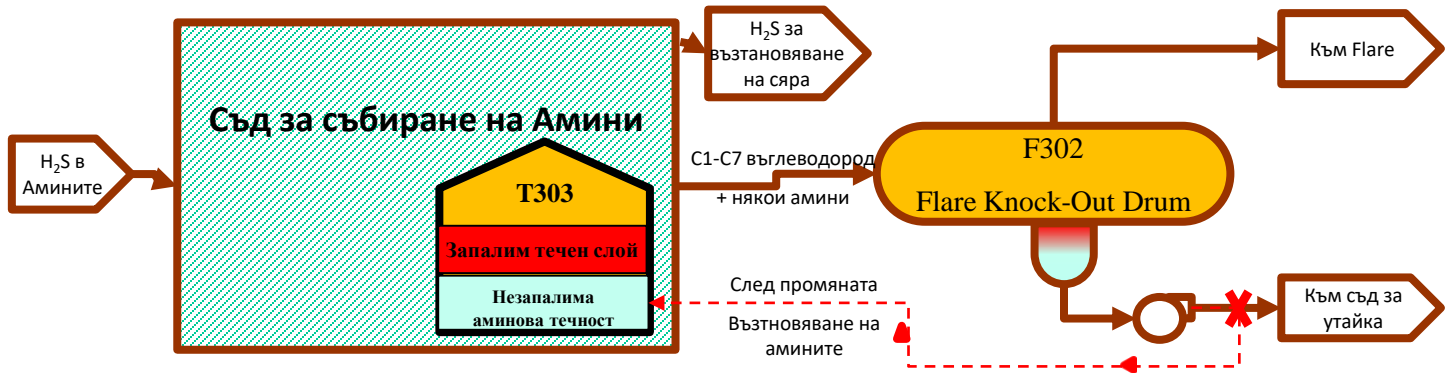 H₂S в
Амините
Съд за събиране на Амини
T303
Запалим течен слой
Незапалима
аминова течност
H₂S за
възтановяване
на сяра
C1-C7 въглеводород
+ някои амини
F302
Flare Knock-Out Drum
Към Flare
След промяната
Възтновяване на
амините
Към съд за
утайка